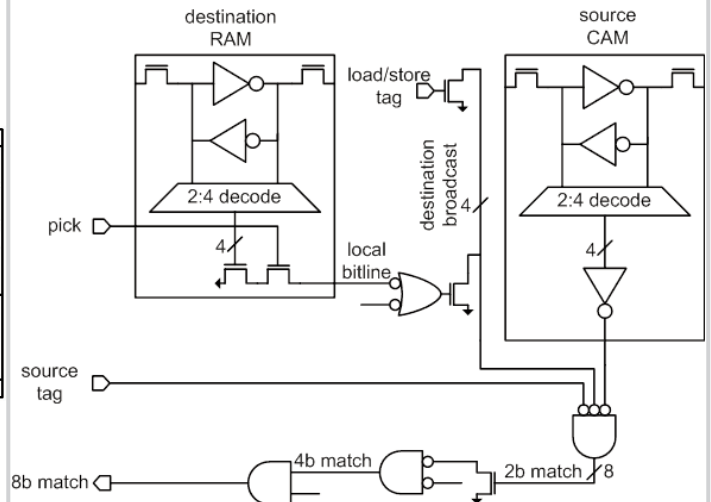 destination
RAM
source
CAM
load/store
tag
destination
broadcast
4
2:4 decode
2:4 decode
pick
4
local
bitline
4
source
tag
4b match
2b match
8
8b match